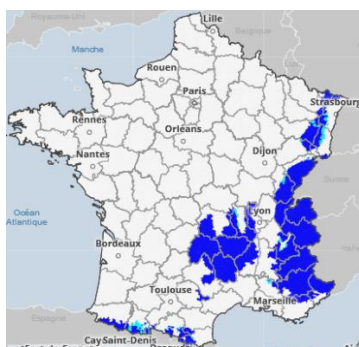 Royaume-Uni
Lille
Belgique
Manche
Rouen
Paris
Strasbourg
Rennes
Orléans
Nantes
Dijon
Suisse
Océan
Atlantique
Lyon
Bordeaux
Toulouse
Marseille
Espagne
CaySaint-Denis